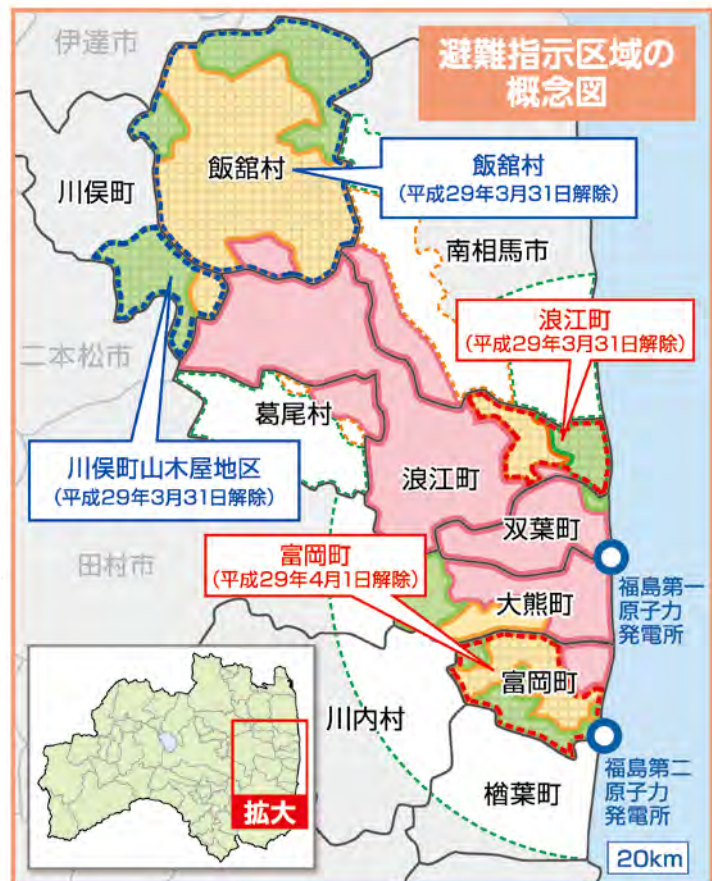 避難指示区域の
概念図
伊達市
川俣町
飯舘村
飯舘村
（平成29年3月31日解除）
南相馬市
浪江町
（平成29年3月31日解除）
二本松市
葛尾村
川俣町山木屋地区
（平成29年3月31日解除）
浪江町
双葉町
田村市
富岡町
（平成29年4月1日解除）
大熊町
福島第一
原子力
発電所
富岡町
川内村
福島第二
原子力
発電所
楢葉町
拡大
20km